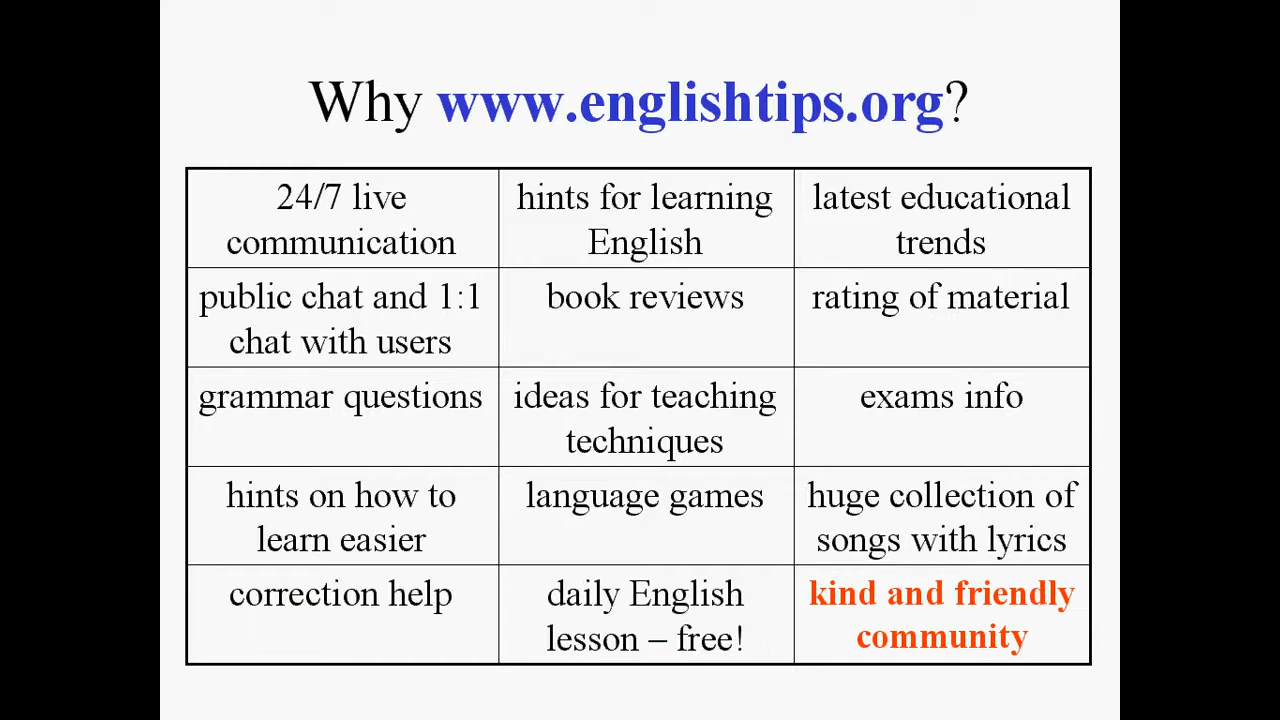 Why www.englishtips.org?
24/7 live
communication
hints for learning
English
latest educational
trends
public chat and 1:1
chat with users
book reviews
rating of material
grammar questions
ideas for teaching
techniques
exams info
hints on how to
learn easier
language games
huge collection of
songs with lyrics
correction help
daily English
lesson – free!
kind and friendly
community